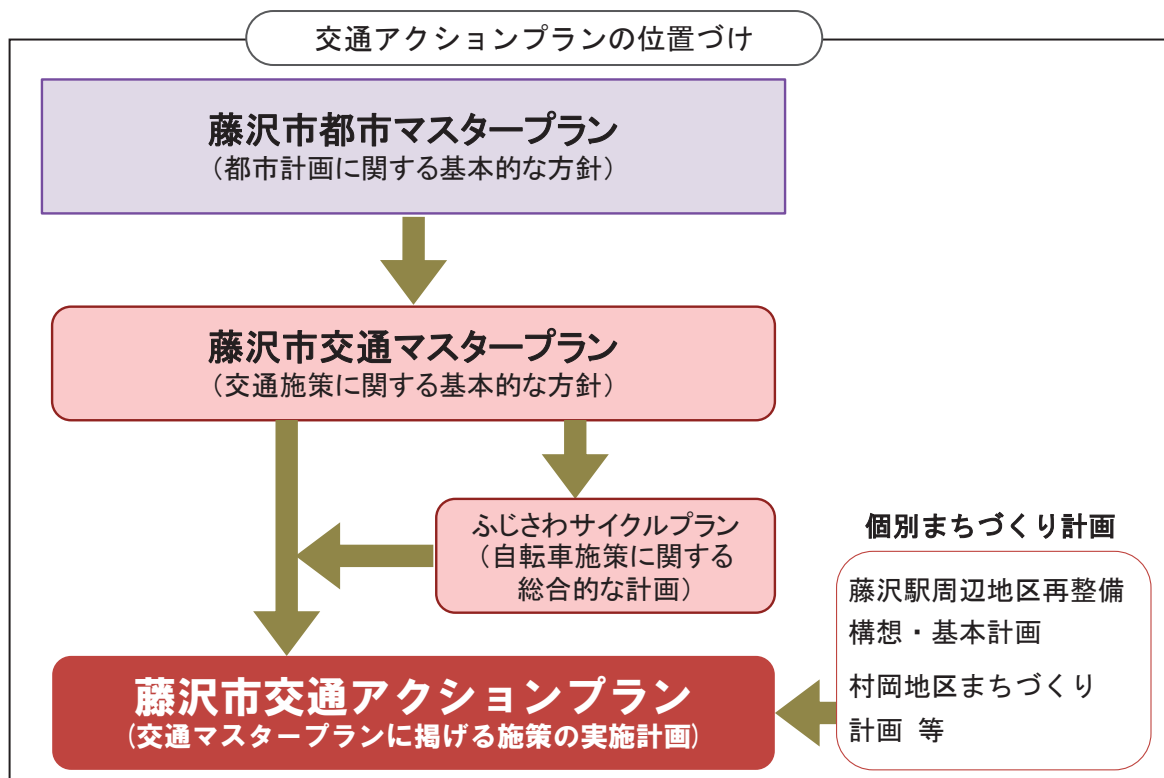 交通アクションプランの位置づけ
藤沢市都市マスタープラン
（都市計画に関する基本的な方針）
藤沢市交通マスタープラン
（交通施策に関する基本的な方針）
ふじさわサイクルプラン
（自転車施策に関する
総合的な計画）
個別まちづくり計画
藤沢駅周辺地区再整備
構想・基本計画
村岡地区まちづくり
計画 等
藤沢市交通アクションプラン
(交通マスタープランに掲げる施策の実施計画)